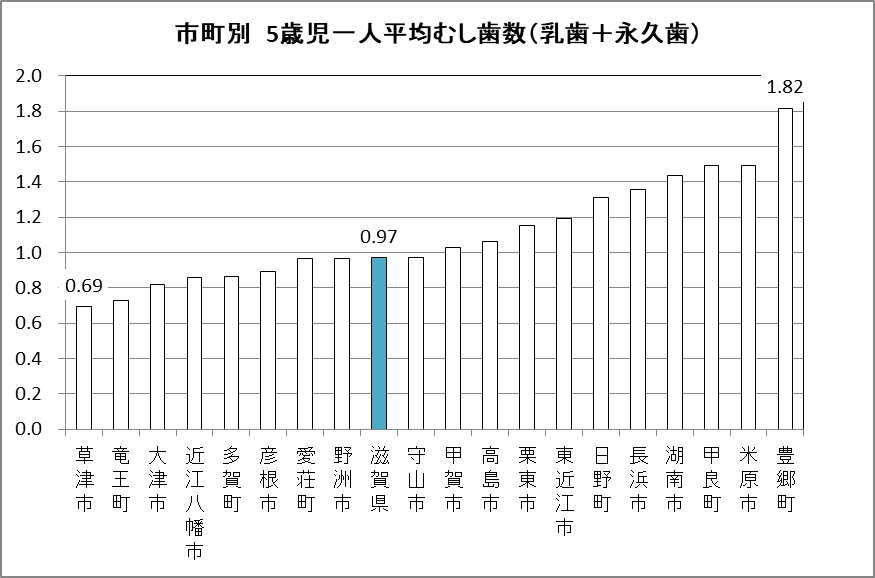 市町別 5歳児一人平均むし歯数(乳歯＋永久歯)
2.0
1.8
1.6
1.4
1.2
1.0
0.8
0.6
0.4
0.2
0.0
0.69
0.97
1.82
草津市
竜王町
大津市
近江八幡市
多賀町
彦根市
愛荘町
野洲市
滋賀県
守山市
甲賀市
高島市
栗東市
東近江市
日野町
長浜市
湖南市
甲良町
米原市
豊郷町